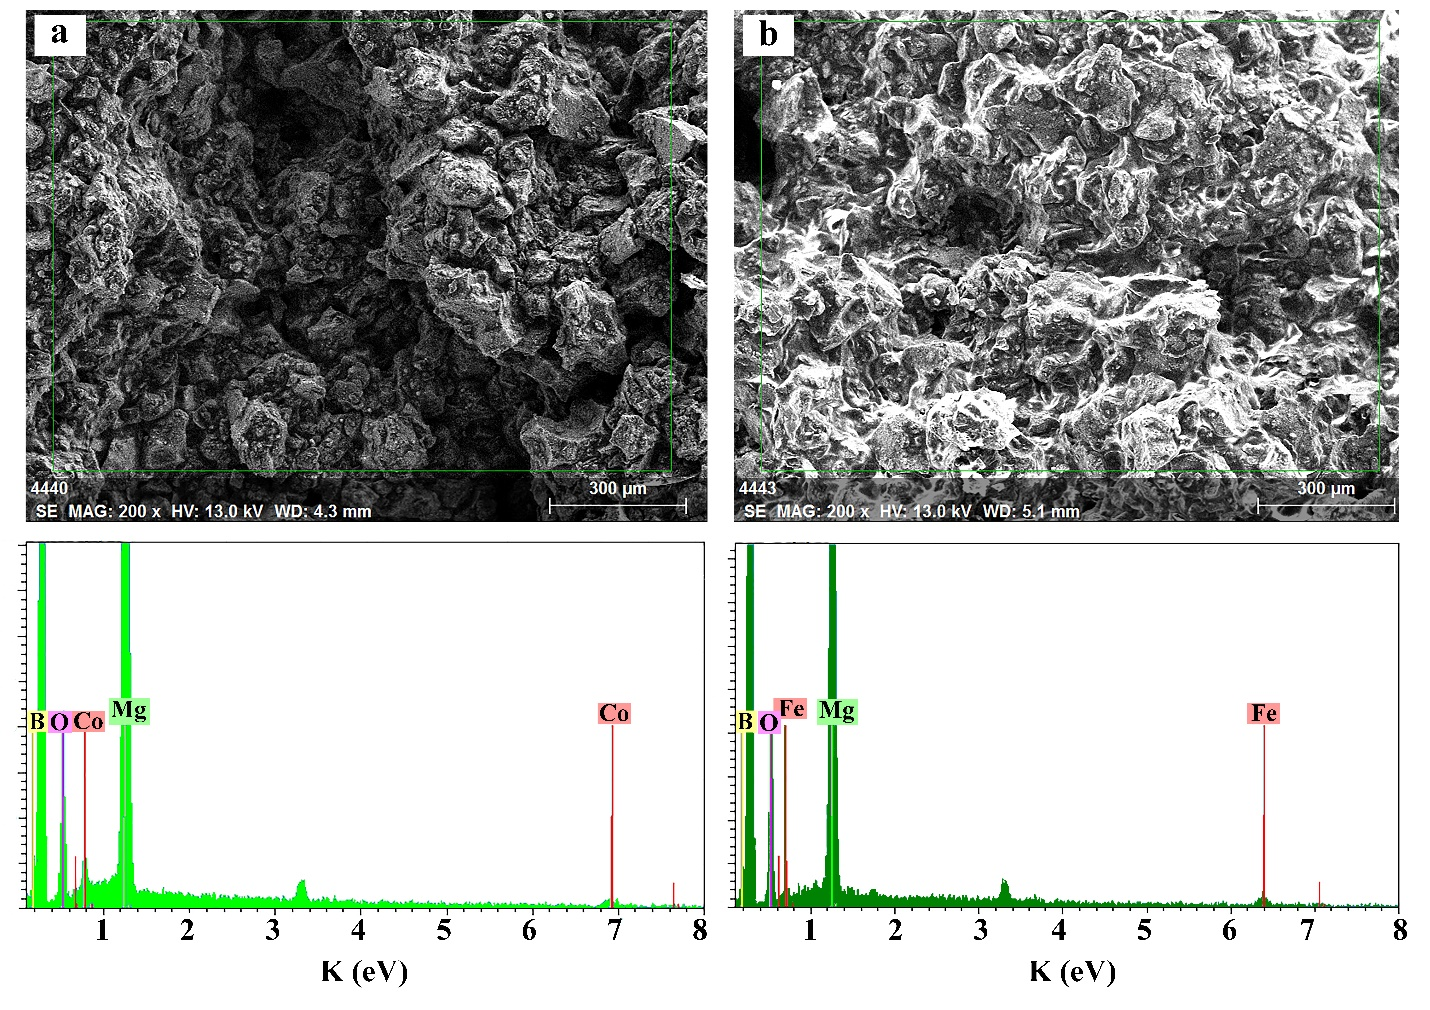 a
b
4440
300 µm
SE MAG: 200 x HV: 13.0 kV WD: 4.3 mm
4443
300 µm
SE MAG: 200 x HV: 13.0 kV WD: 5.1 mm
B O Co Mg Co
1 2 3 4 5 6 7 8
K (eV)
B O Fe Mg Fe
1 2 3 4 5 6 7 8
K (eV)